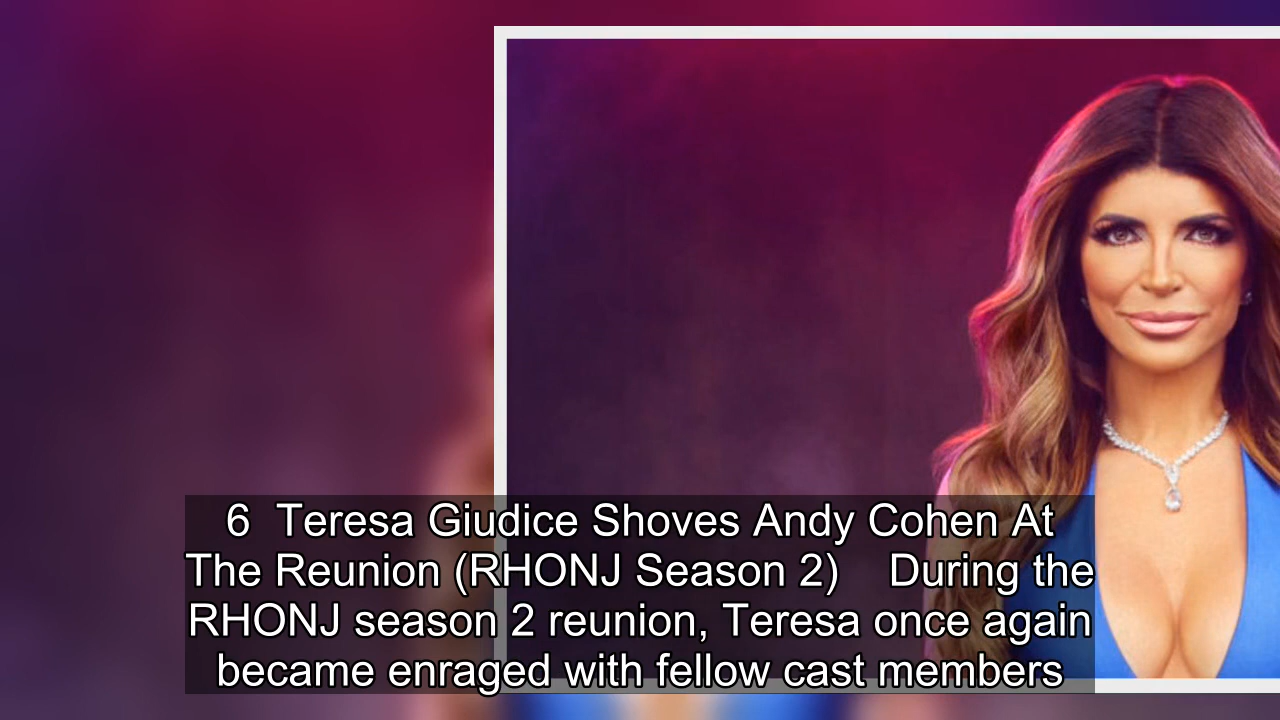 6  Teresa Giudice Shoves Andy Cohen At
The Reunion (RHONJ Season 2)    During the
RHONJ season 2 reunion, Teresa once again
became enraged with fellow cast members